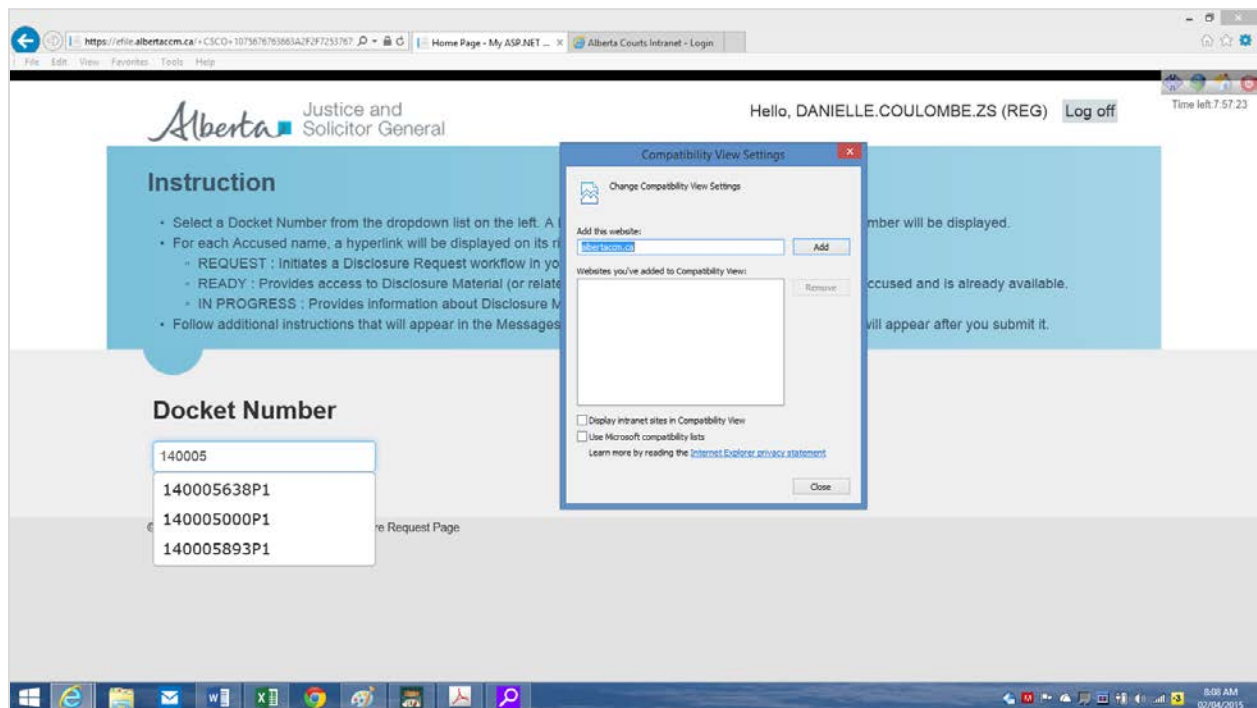 https://efile.albertaccm.ca/+CSCO+1075676763663A2F2F7253767
Home Page - My ASP.NET ...
Alberta Courts Intranet - Login
File Edit View Favorites Tools Help
Alberta Justice and
Solicitor General
Hello, DANIELLE.COULOMBE.ZS (REG)
Log off
Time left:7:57:23
Instruction
Select a Docket Number from the dropdown list on the left. A
mber will be displayed.
For each Accused name, a hyperlink will be displayed on its ri
REQUEST : Initiates a Disclosure Request workflow in yo
READY : Provides access to Disclosure Material (or relate
ccused and is already available.
IN PROGRESS : Provides information about Disclosure M
Follow additional instructions that will appear in the Messages
will appear after you submit it.
Compatibility View Settings
Change Compatibility View Settings
Add this website:
albertaccm.ca
Add
Websites you've added to Compatibility View:
Remove
Display intranet sites in Compatibility View
Use Microsoft compatibility lists
Learn more by reading the Internet Explorer privacy statement
Close
Docket Number
140005
140005638P1
140005000P1
140005893P1
re Request Page
8:08 AM
02/04/2015